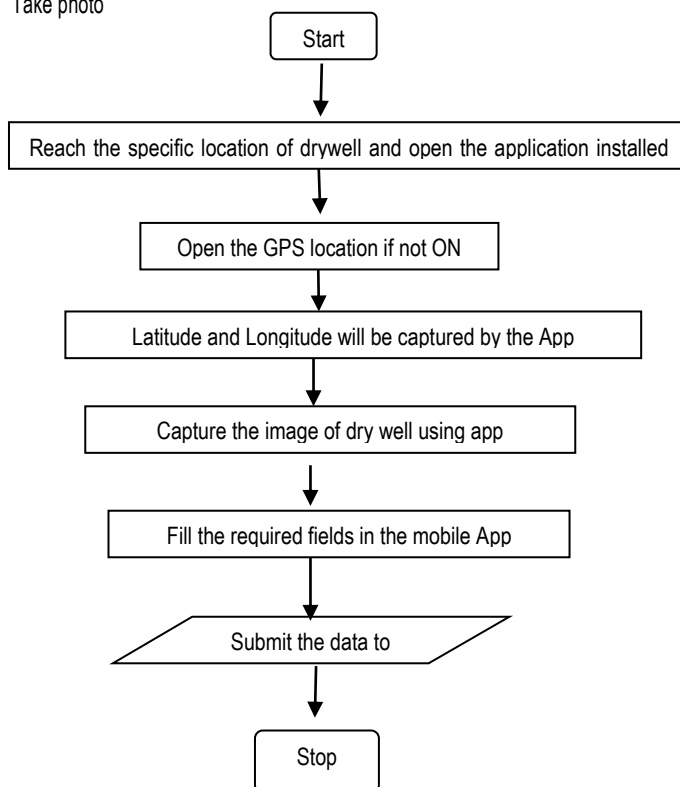 Take photo
Start
Reach the specific location of drywell and open the application installed
Open the GPS location if not ON
Latitude and Longitude will be captured by the App
Capture the image of dry well using app
Fill the required fields in the mobile App
Submit the data to
Stop